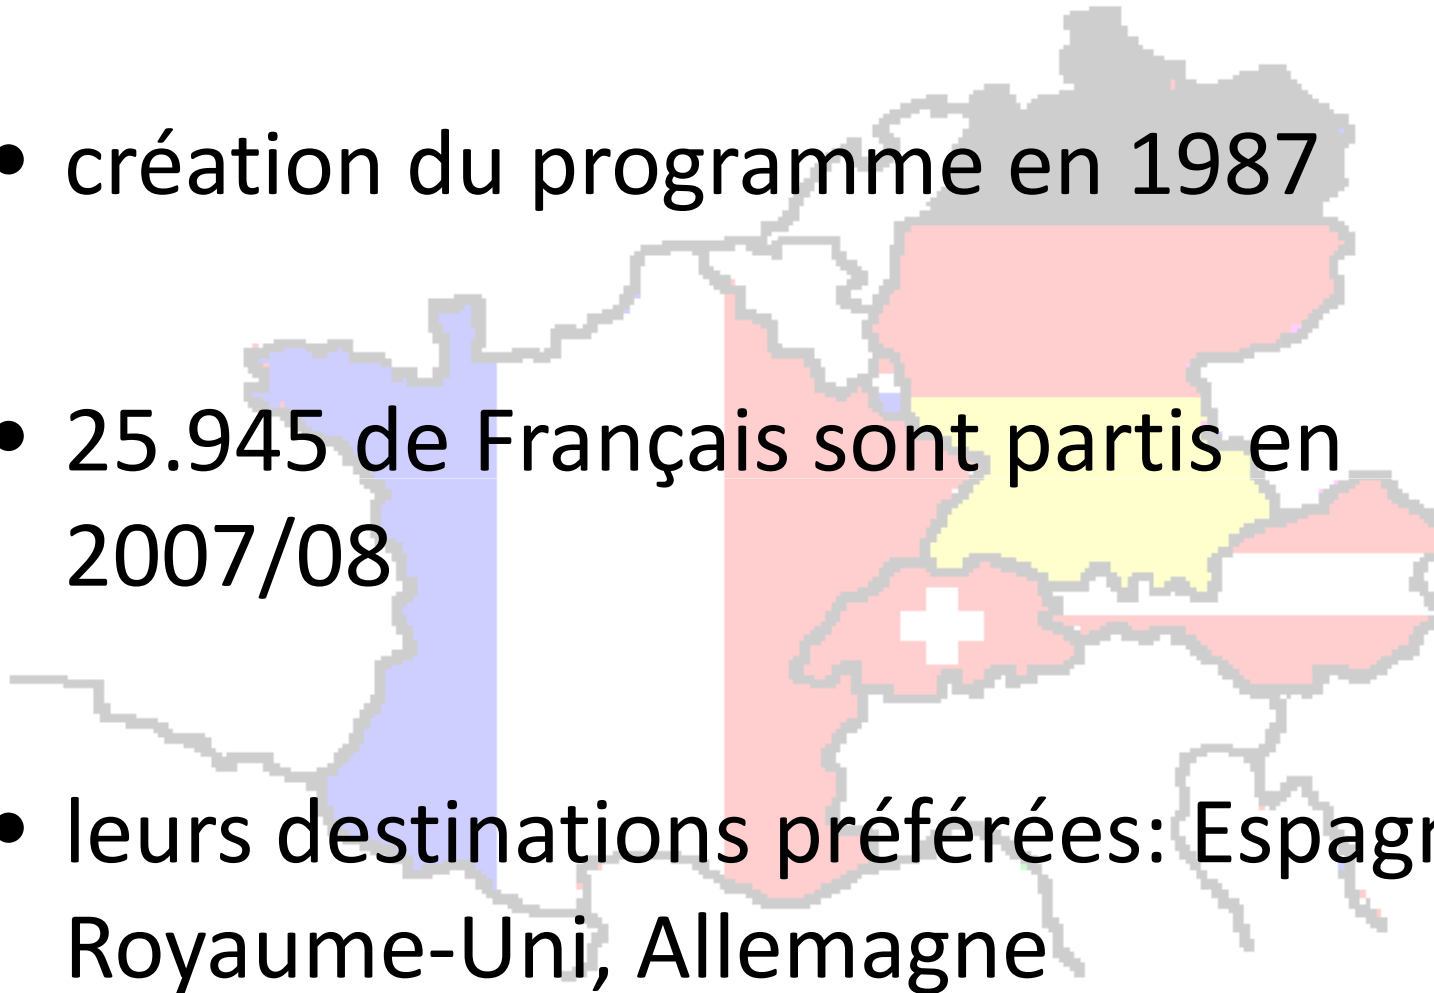 • création du programme en 1987
• 25.945 de Français sont partis en
2007/08
• leurs destinations préférées: Espagn
Royaume-Uni, Allemagne